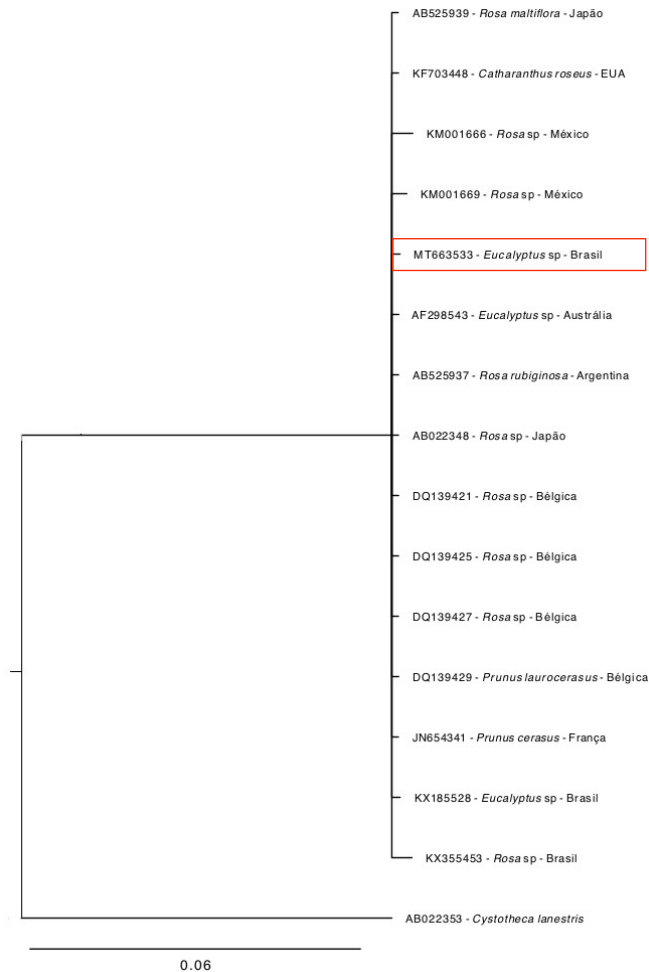 AB525939 - Rosa maltiflora - Japão
KF703448 - Catharanthus roseus - EUA
KM001666 - Rosa sp - México
KM001669 - Rosa sp - México
MT663533 - Eucalyptus sp - Brasil
AF298543 - Eucalyptus sp - Austrália
AB525937 - Rosa rubiginosa - Argentina
AB022348 - Rosa sp - Japão
DQ139421 - Rosa sp - Bélgica
DQ139425 - Rosa sp - Bélgica
DQ139427 - Rosa sp - Bélgica
DQ139429 - Prunus laurocerasus - Bélgica
JN654341 - Prunus cerasus - França
KX185528 - Eucalyptus sp - Brasil
KX355453 - Rosa sp - Brasil
AB022353 - Cystotheca lanestris
0.06